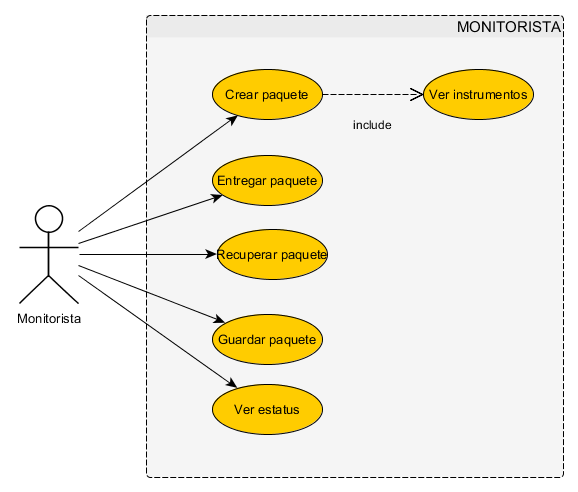 MONITORISTA
Crear paquete
Ver instrumentos
include
Entregar paquete
Recuperar paquete
Monitorista
Guardar paquete
Ver estatus